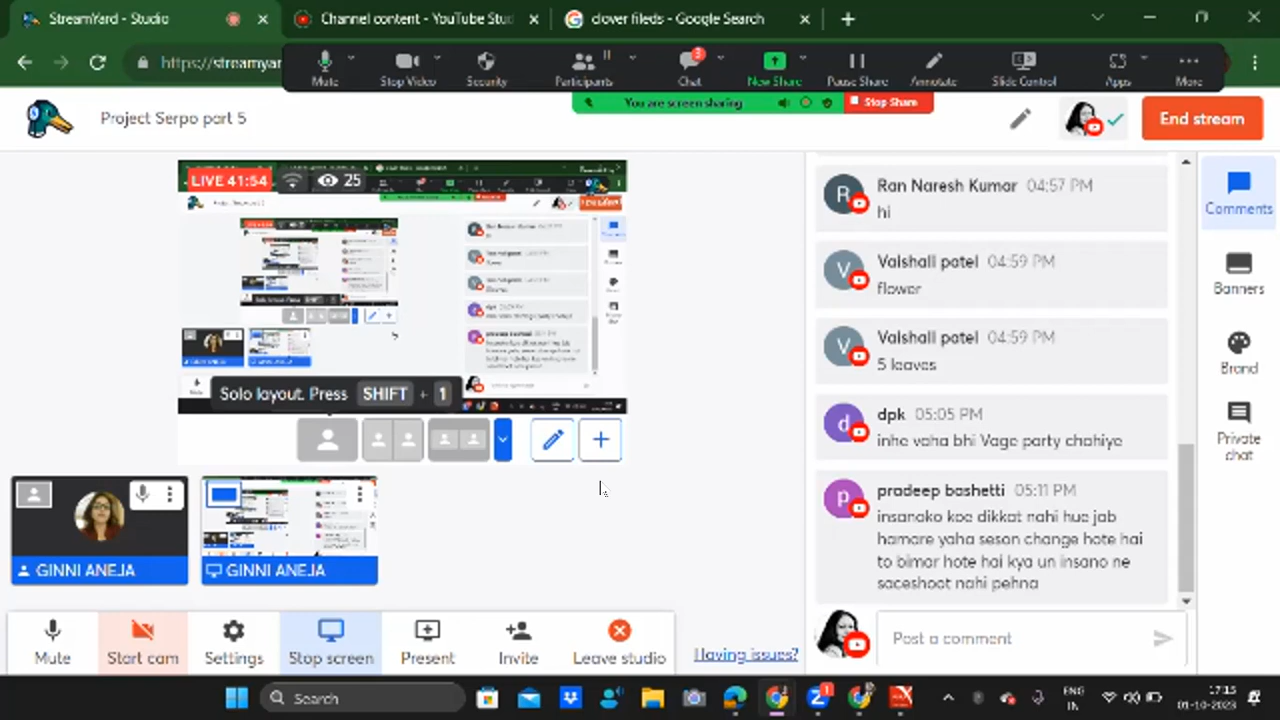 StreamYard - Studio
Channel content - YouTube Stu
clover fileds - Google Search
https://streamyar
Mute
Stop Video
Security
Participants
Chat
3
New Share
Pause Share
Annotate
Slide Control
Apps
More
You are screen sharing
Stop Share
Project Serpo part 5
End stream
LIVE 41:54
25
Solo layout. Press SHIFT + 1
GINNI ANEJA
GINNI ANEJA
R
Ran Naresh Kumar 04:57 PM
hi
V
Valshall patel 04:59 PM
flower
V
Valshall patel 04:59 PM
5 leaves
d
dpk 05:05 PM
inhe vaha bhi Vage party chahiye
p
pradeep bashetti 05:11 PM
insanoko koe dikkat nahi hue jab
hamare yaha seson change hote hai
to bimar hote hai kya un insano ne
saceshoot nahi pehna
Post a comment
Comments
Banners
Brand
Private
chat
Mute
Start cam
Settings
Stop screen
Present
Invite
Leave studio
Having issues?
Search
ENG
IN
17:15
01-10-2023